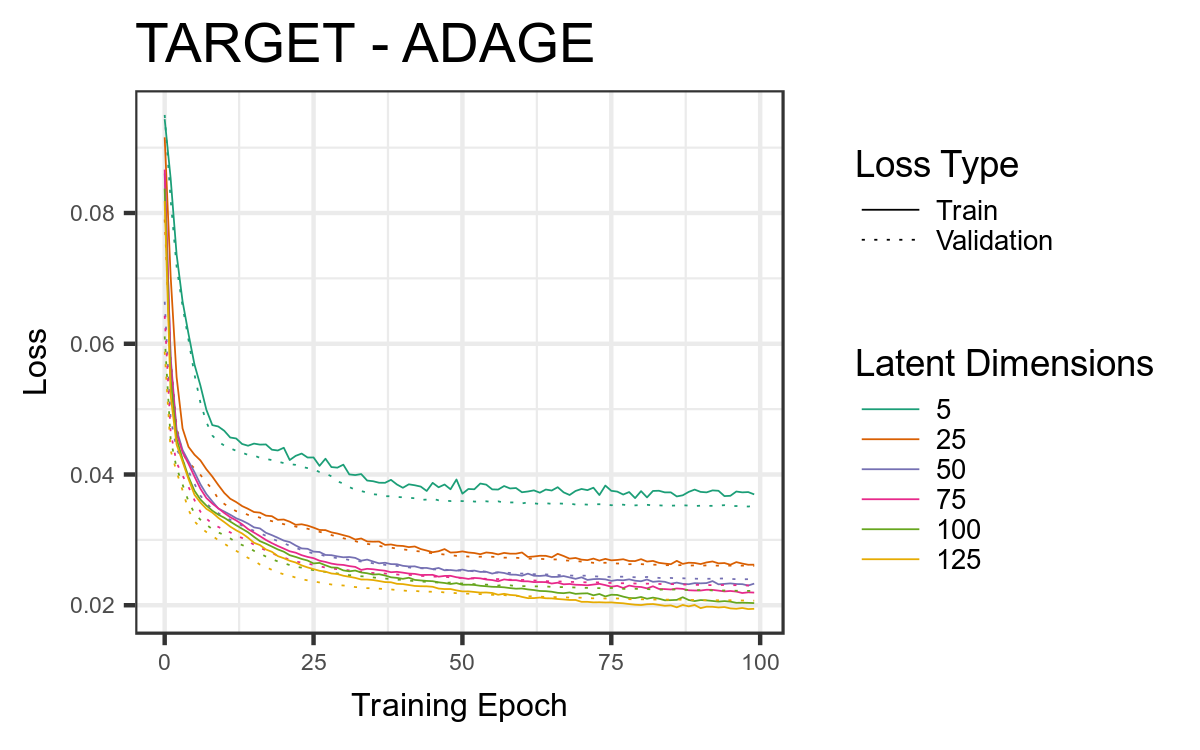 TARGET - ADAGE
Loss
0.08
0.06
0.04
0.02
0
25
50
75
100
Training Epoch
Loss Type
Train
Validation
Latent Dimensions
5
25
50
75
100
125